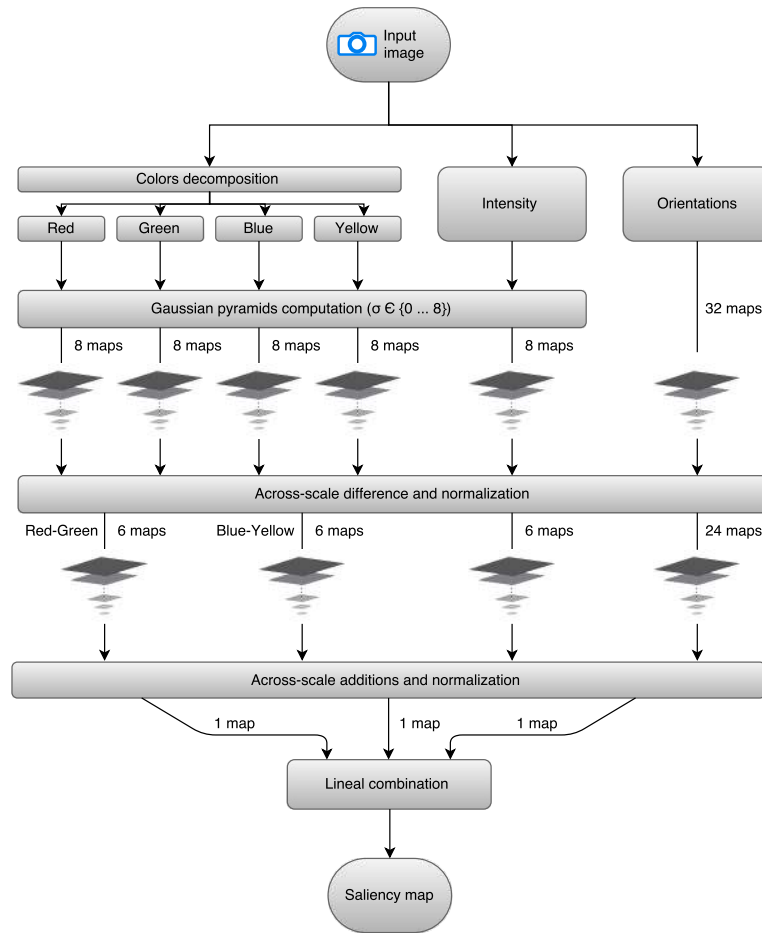 Input
image
Colors decomposition
Intensity
Orientations
Red
Green
Blue
Yellow
Gaussian pyramids computation (σ Є {0 ... 8})
32 maps
8 maps
8 maps
8 maps
8 maps
8 maps
Across-scale difference and normalization
Red-Green
6 maps
Blue-Yellow
6 maps
6 maps
24 maps
Across-scale additions and normalization
1 map
1 map
1 map
Lineal combination
Saliency map